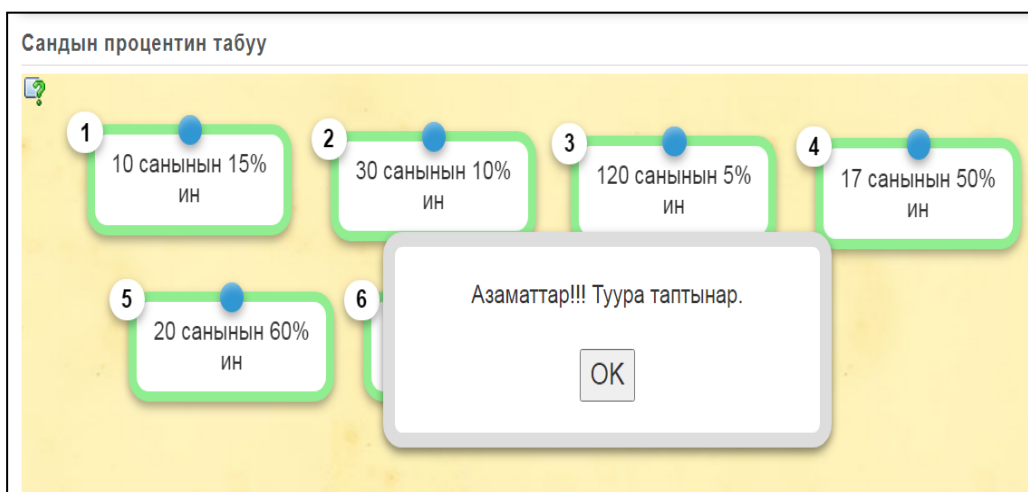 Сандын процентин табуу
1
10 санынын 15%
ин
2
30 санынын 10%
ин
3
120 санынын 5%
ин
4
17 санынын 50%
ин
5
20 санынын 60%
ин
6
Азаматтар!!! Туура таптынар.
OK